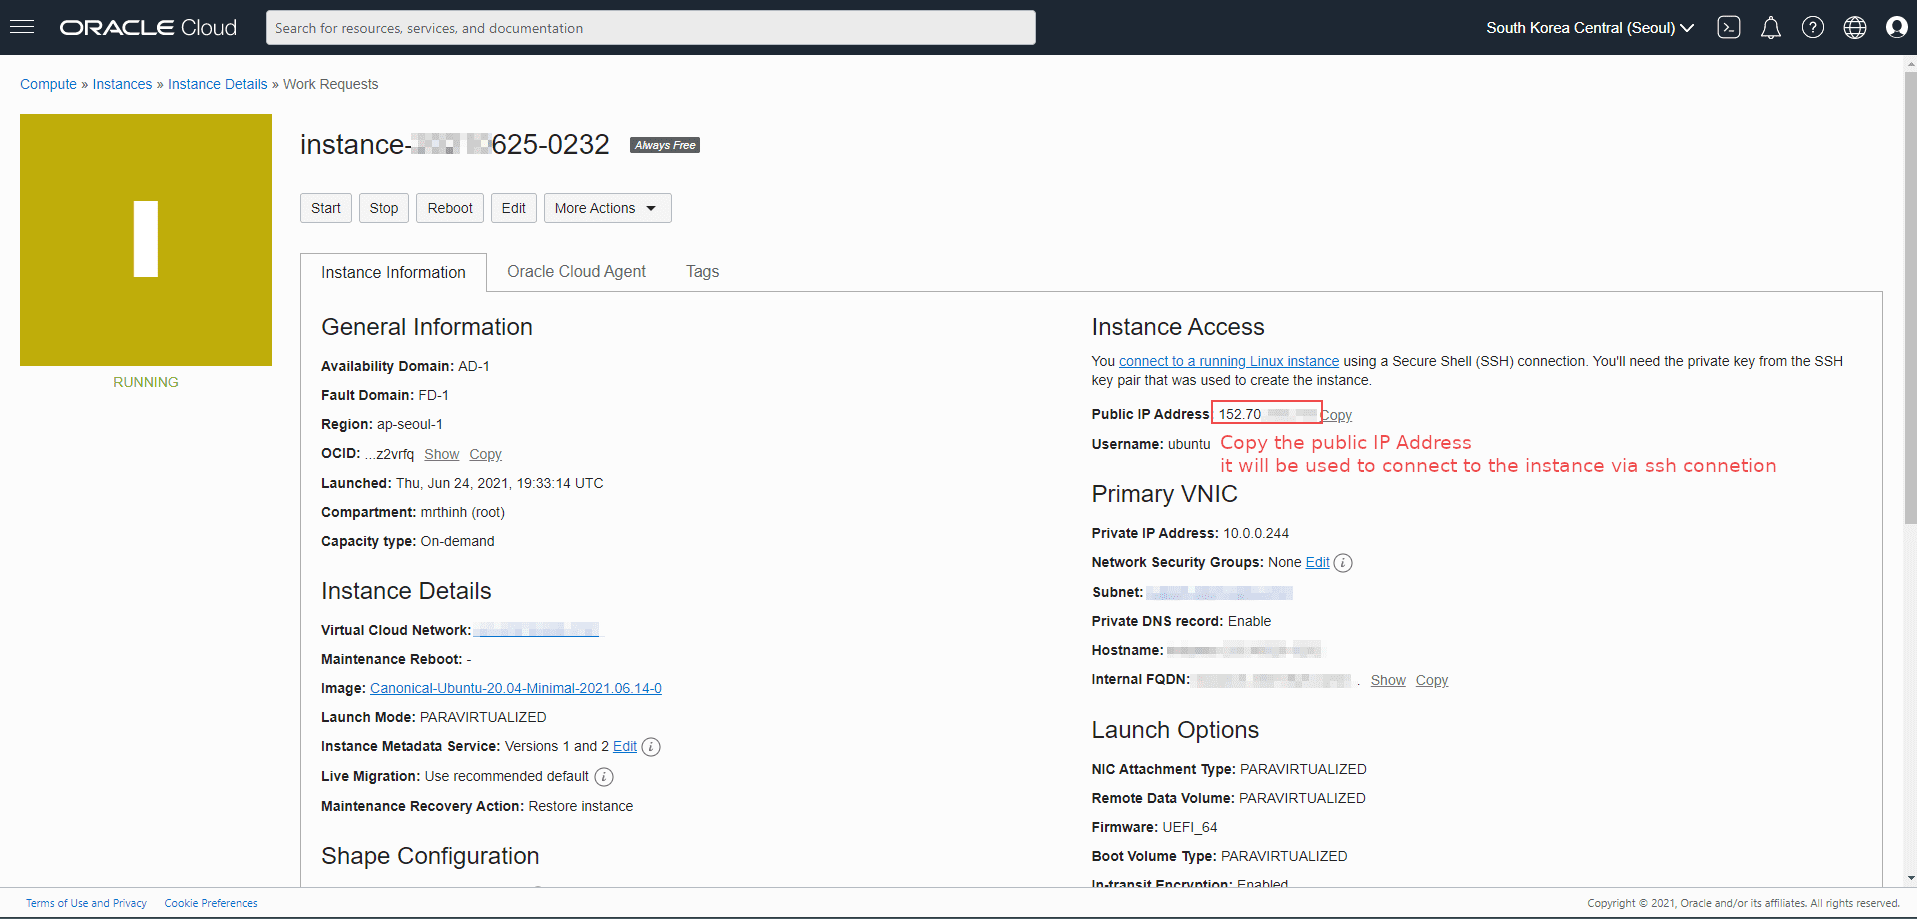 ORACLE Cloud
Search for resources, services, and documentation
South Korea Central (Seoul)
Compute » Instances » Instance Details » Work Requests
I
RUNNING
instance- 625-0232 Always Free
Start Stop Reboot Edit More Actions
Instance Information Oracle Cloud Agent Tags
General Information
Availability Domain: AD-1
Fault Domain: FD-1
Region: ap-seoul-1
OCID: ...z2vrfq Show Copy
Launched: Thu, Jun 24, 2021, 19:33:14 UTC
Compartment: mrthinh (root)
Capacity type: On-demand
Instance Details
Virtual Cloud Network:
Maintenance Reboot: -
Image: Canonical-Ubuntu-20.04-Minimal-2021.06.14-0
Launch Mode: PARAVIRTUALIZED
Instance Metadata Service: Versions 1 and 2 Edit i
Live Migration: Use recommended default i
Maintenance Recovery Action: Restore instance
Shape Configuration
Instance Access
You connect to a running Linux instance using a Secure Shell (SSH) connection. You'll need the private key from the SSH
key pair that was used to create the instance.
Public IP Address: 152.70 Copy
Username: ubuntu
Copy the public IP Address
it will be used to connect to the instance via ssh connetion
Primary VNIC
Private IP Address: 10.0.0.244
Network Security Groups: None Edit i
Subnet:
Private DNS record: Enable
Hostname:
Internal FQDN: . Show Copy
Launch Options
NIC Attachment Type: PARAVIRTUALIZED
Remote Data Volume: PARAVIRTUALIZED
Firmware: UEFI_64
Boot Volume Type: PARAVIRTUALIZED
In-transit Encryption: Enabled
Terms of Use and Privacy Cookie Preferences
Copyright © 2021, Oracle and/or its affiliates. All rights reserved.